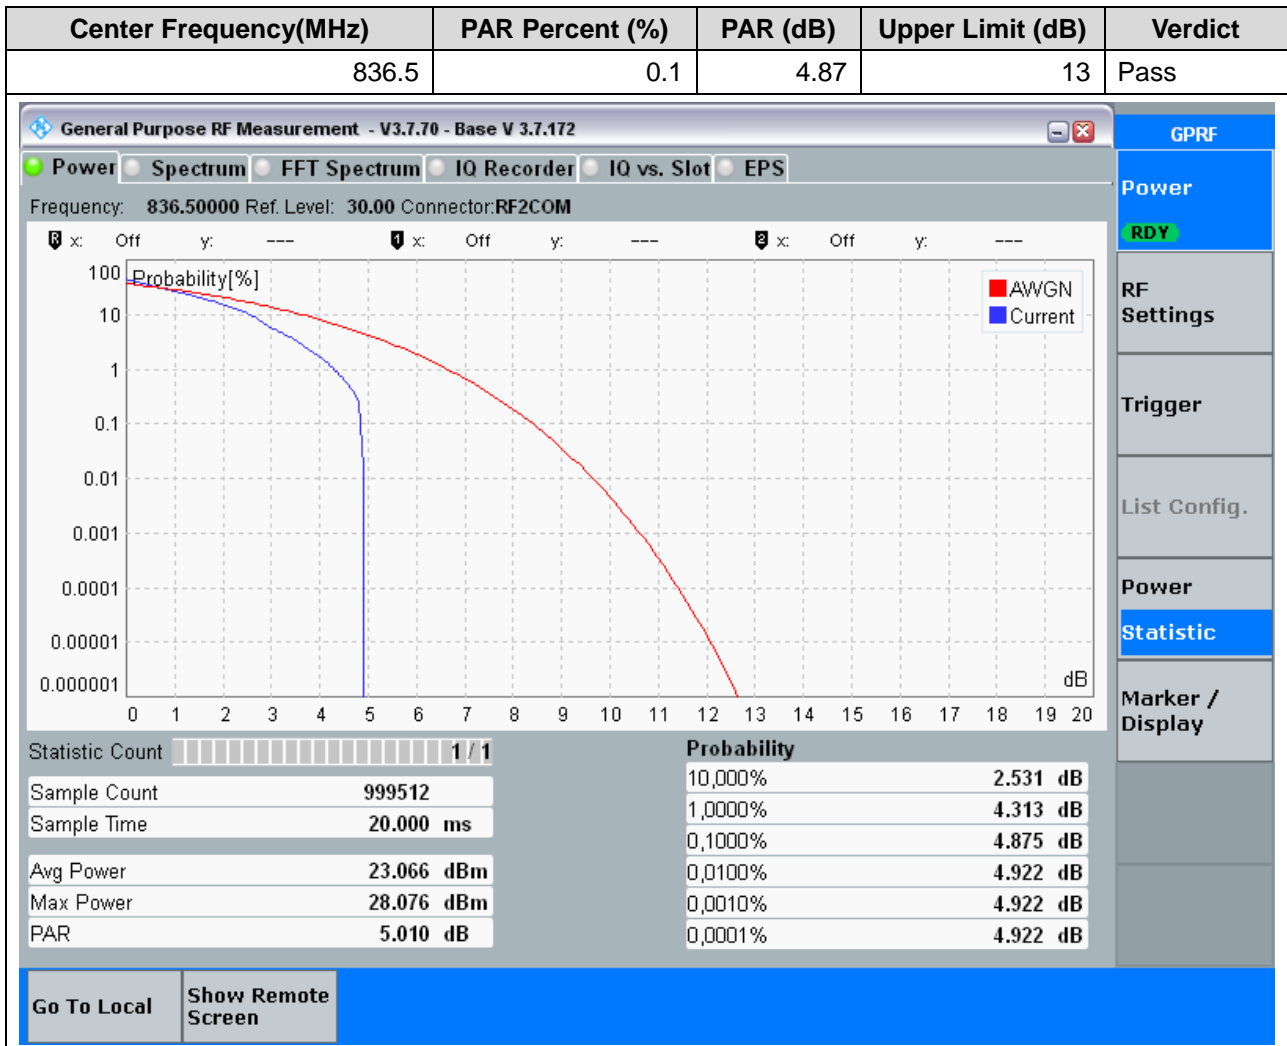 Center Frequency(MHz) PAR Percent (%) PAR (dB) Upper Limit (dB) Verdict
836.5 0.1 4.87 13 Pass
General Purpose RF Measurement - V3.7.70 - Base V 3.7.172
GPRF
Power Spectrum FFT Spectrum IQ Recorder IQ vs. Slot EPS
Frequency: 836.50000 Ref. Level: 30.00 Connector:RF2COM
R x: Off y: --- 1 x: Off y: --- 2 x: Off y: ---
Probability[%]
AWGN
Current
100
10
1
0.1
0.01
0.001
0.0001
0.00001
0.000001
dB
0 1 2 3 4 5 6 7 8 9 10 11 12 13 14 15 16 17 18 19 20
Statistic Count 1 / 1
Sample Count 999512
Sample Time 20.000 ms
Avg Power 23.066 dBm
Max Power 28.076 dBm
PAR 5.010 dB
Probability
10,000% 2.531 dB
1,0000% 4.313 dB
0,1000% 4.875 dB
0,0100% 4.922 dB
0,0010% 4.922 dB
0,0001% 4.922 dB
Power
RDY
RF
Settings
Trigger
List Config.
Power
Statistic
Marker /
Display
Go To Local
Show Remote
Screen